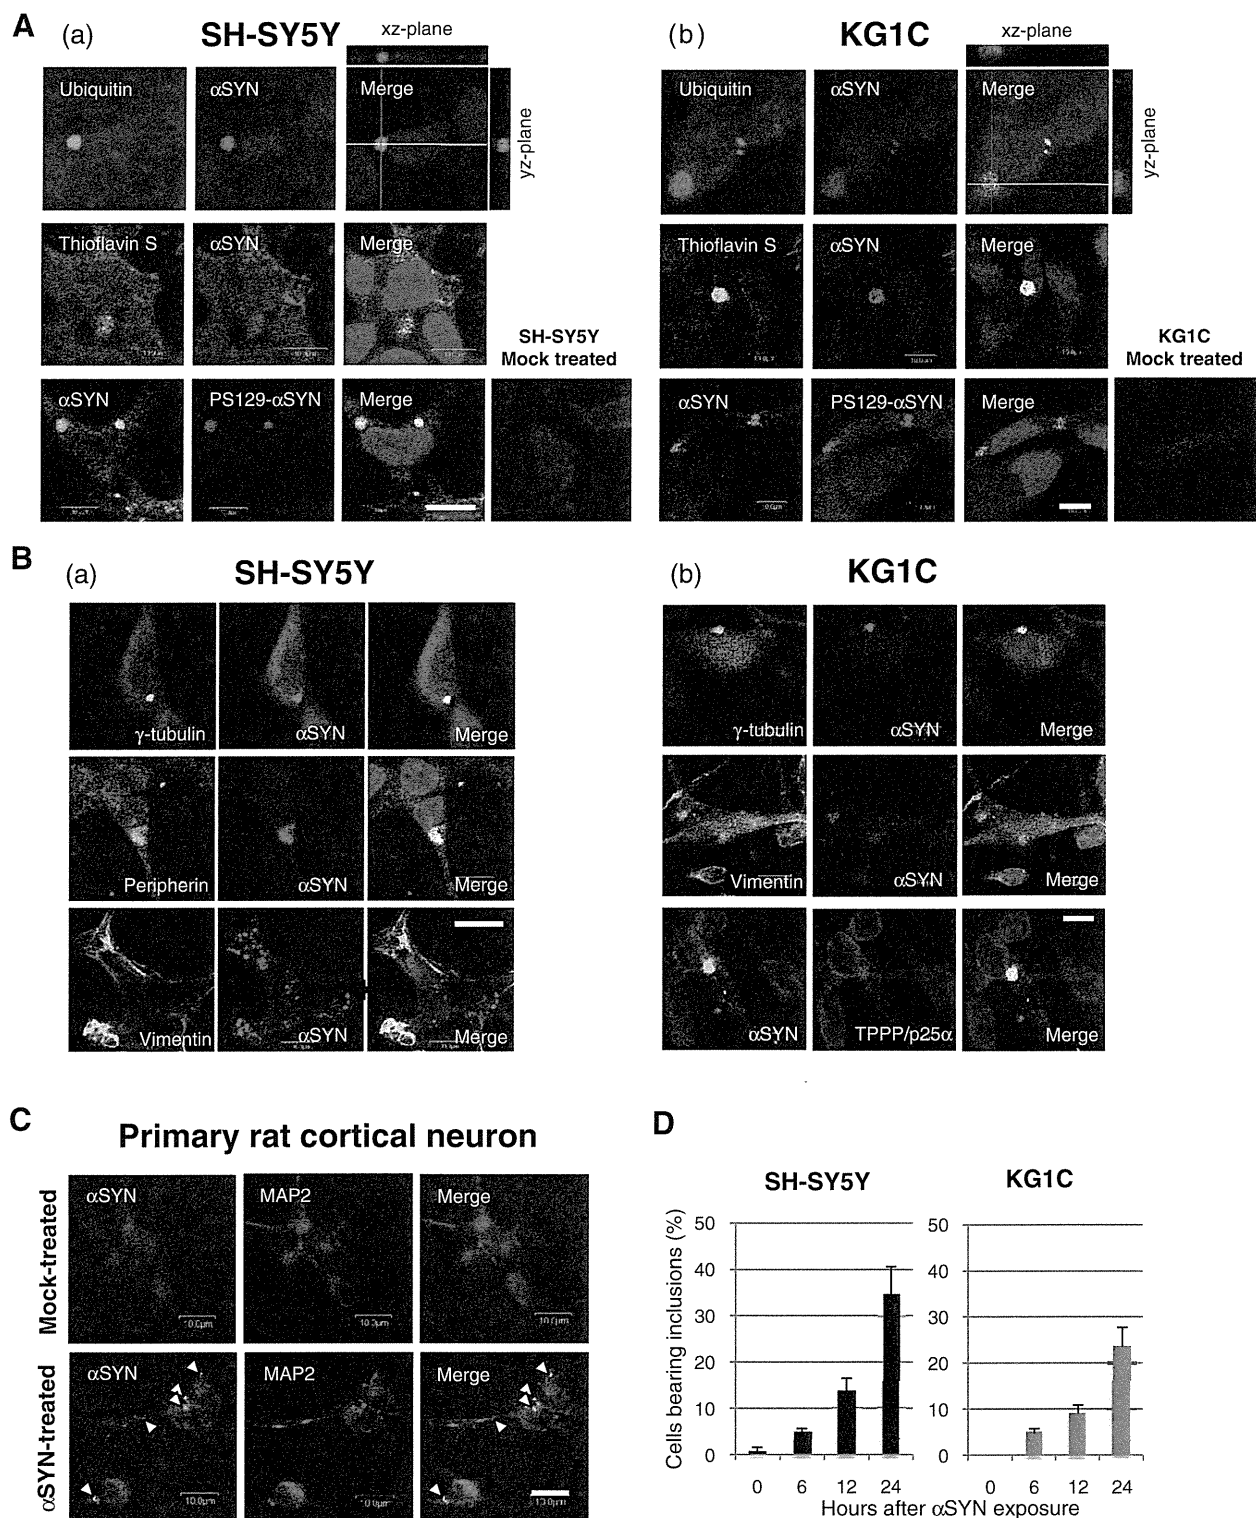 A (a) SH-SY5Y xz-plane
Ubiquitin αSYN Merge
yz-plane
Thioflavin S αSYN Merge
SH-SY5Y
Mock treated
αSYN PS129-αSYN Merge
(b) KG1C xz-plane
Ubiquitin αSYN Merge
yz-plane
Thioflavin S αSYN Merge
KG1C
Mock treated
αSYN PS129-αSYN Merge
B (a) SH-SY5Y
γ-tubulin αSYN Merge
Peripherin αSYN Merge
Vimentin αSYN Merge
(b) KG1C
γ-tubulin αSYN Merge
Vimentin αSYN Merge
αSYN TPPP/p25α Merge
C Primary rat cortical neuron
Mock-treated
αSYN MAP2 Merge
10.0μm 10.0μm 10.0μm
αSYN-treated
αSYN MAP2 Merge
10.0μm 10.0μm 10.0μm
D
SH-SY5Y KG1C
Cells bearing inclusions (%)
50 50
40 40
30 30
20 20
10 10
0 0
0 6 12 24 0 6 12 24
Hours after αSYN exposure